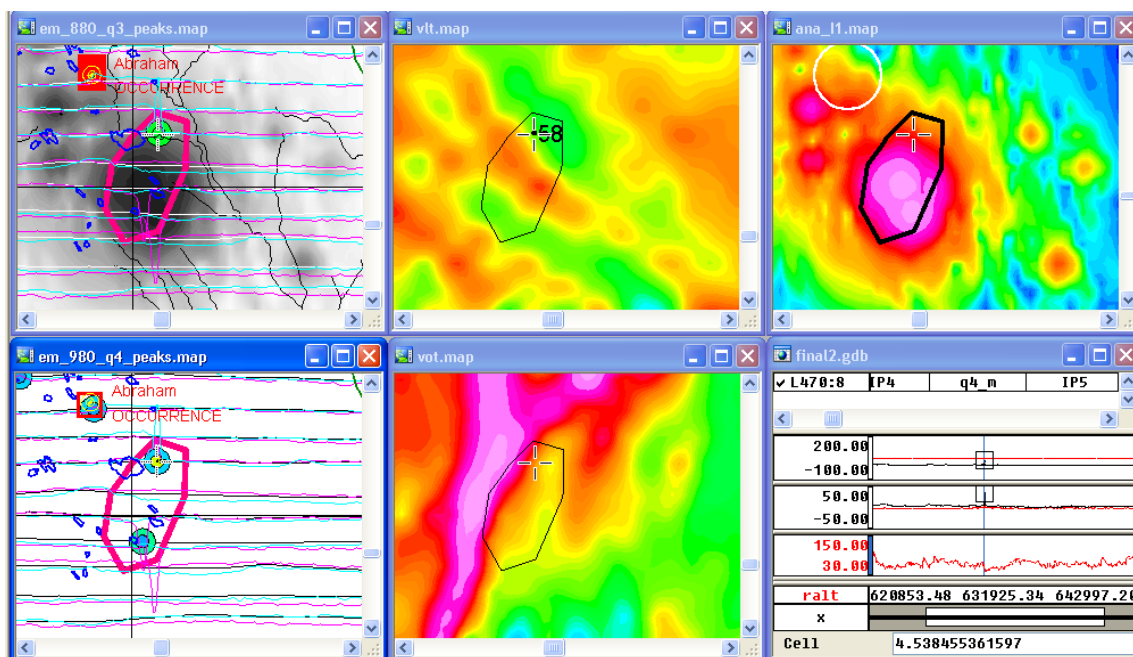 em_880_q3_peaks.map
vlt.map
ana_l1.map
Abraham
OCCURRENCE
58
em_980_q4_peaks.map
vot.map
final2.gdb
Abraham
OCCURRENCE
L470:8 IP4 q4_m IP5
200.00
-100.00
50.00
-50.00
150.00
30.00
ralt 620853.48 631925.34 642997.20
x
Cell 4.538455361597